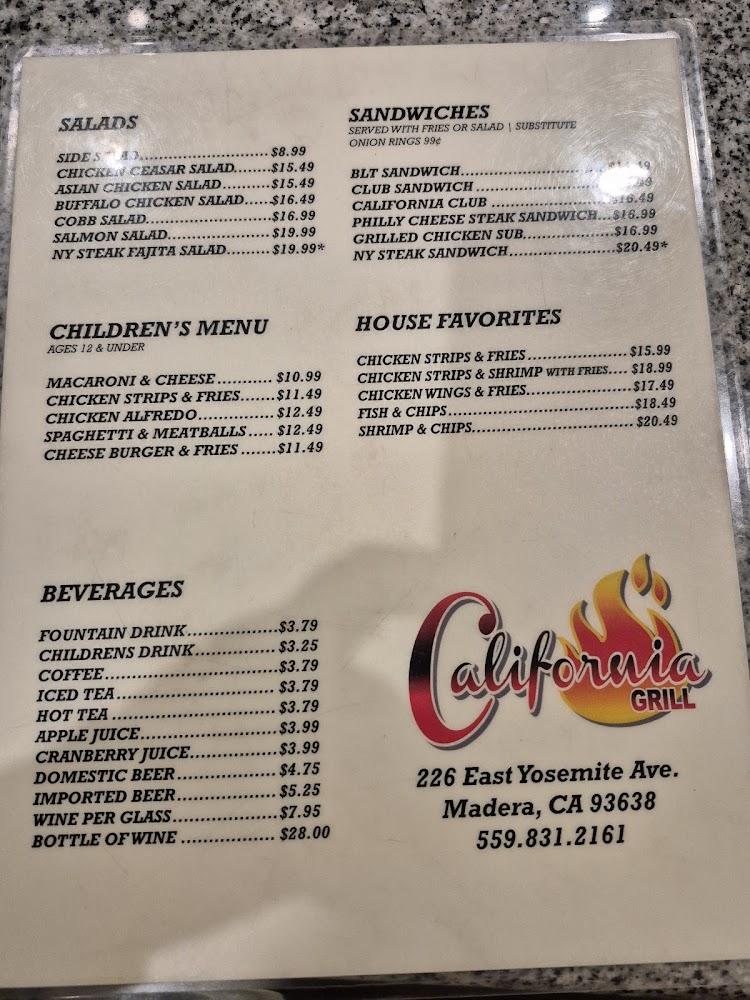 SALADS
SIDE SALAD........................... $8.99
CHICKEN CEASAR SALAD.......$15.49
ASIAN CHICKEN SALAD..........$15.49
BUFFALO CHICKEN SALAD.....$16.49
COBB SALAD..........................$16.99
SALMON SALAD......................$19.99
NY STEAK FAJITA SALAD.........$19.99*
SANDWICHES
SERVED WITH FRIES OR SALAD | SUBSTITUTE
ONION RINGS 99¢
BLT SANDWICH
CLUB SANDWICH
CALIFORNIA CLUB .........................$16.49
PHILLY CHEESE STEAK SANDWICH...$16.99
GRILLED CHICKEN SUB..................$16.99
NY STEAK SANDWICH......................$20.49*
CHILDREN'S MENU
AGES 12 & UNDER
MACARONI & CHEESE........... $10.99
CHICKEN STRIPS & FRIES.......$11.49
CHICKEN ALFREDO................$12.49
SPAGHETTI & MEATBALLS..... $12.49
CHEESE BURGER & FRIES .......$11.49
HOUSE FAVORITES
CHICKEN STRIPS & FRIES.................... $15.99
CHICKEN STRIPS & SHRIMP WITH FRIES.... $18.99
CHICKEN WINGS & FRIES.....................$17.49
FISH & CHIPS.....................................$18.49
SHRIMP & CHIPS................................. $20.49
BEVERAGES
FOUNTAIN DRINK.................$3.79
CHILDRENS DRINK............... $3.25
COFFEE................................$3.79
ICED TEA............................. $3.79
HOT TEA .............................. $3.79
APPLE JUICE.........................$3.99
CRANBERRY JUICE................$3.99
DOMESTIC BEER................... $4.75
IMPORTED BEER................... $5.25
WINE PER GLASS....................$7.95
BOTTLE OF WINE .................. $28.00
California
GRILL
226 East Yosemite Ave.
Madera, CA 93638
559.831.2161